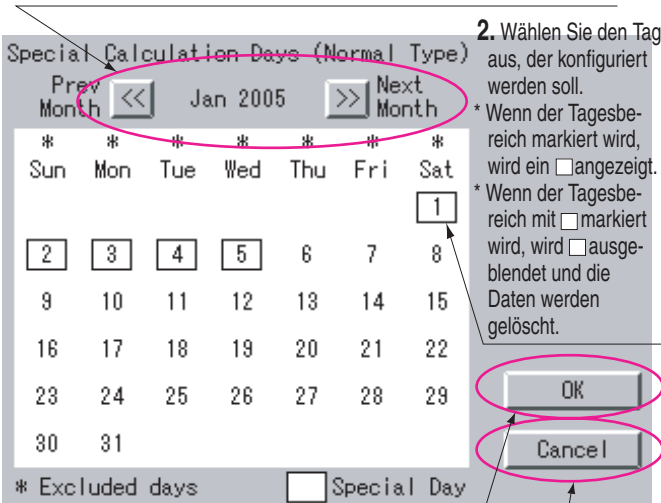 Special Calculation Days (Normal Type)
Prev Month << Jan 2005 >> Next Month
* * * * * * *
Sun Mon Tue Wed Thu Fri Sat
1
2 3 4 5 6 7 8
9 10 11 12 13 14 15
16 17 18 19 20 21 22
23 24 25 26 27 28 29
30 31
* Excluded days Special Day
2. Wählen Sie den Tag
aus, der konfiguriert
werden soll.
* Wenn der Tagesbe-
reich markiert wird,
wird ein □ angezeigt.
* Wenn der Tagesbe-
reich mit □ markiert
wird, wird □ ausge-
blendet und die
Daten werden
gelöscht.
OK
Cancel